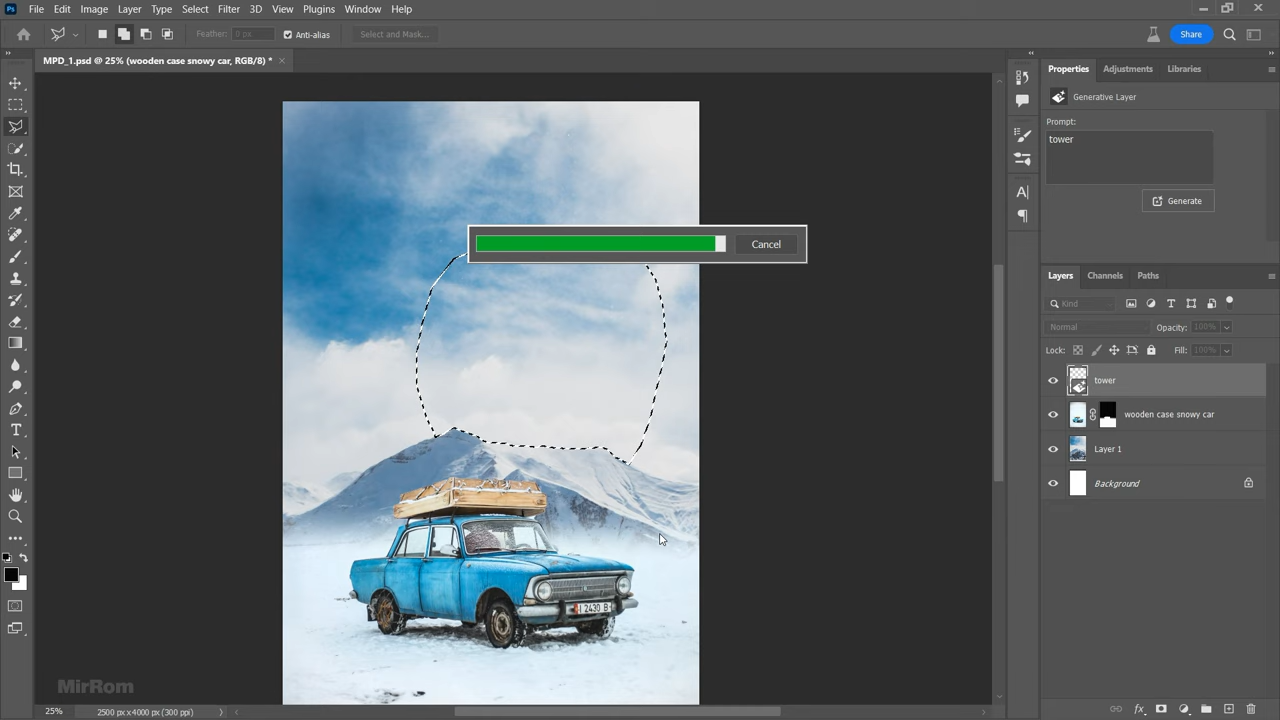 Ps File Edit Image Layer Type Select Filter 3D View Plugins Window Help
Feather: 0 px Anti-alias Select and Mask... Share
MPD_1.psd @ 25% (wooden case snowy car, RGB/8) *
Properties Adjustments Libraries
Generative Layer
Prompt:
tower
Generate
Cancel
Layers Channels Paths
Kind
Normal Opacity: 100%
Lock: Fill: 100%
tower
wooden case snowy car
Layer 1
Background
I 2430 B
MirRom
25% 2500 px x 4000 px (300 ppi)